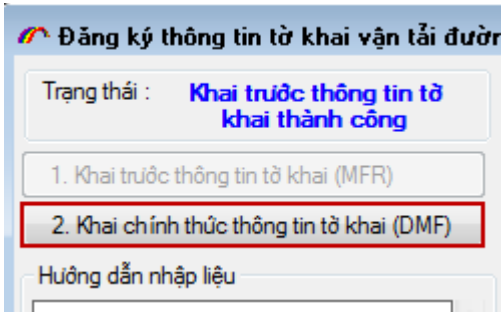 Đăng ký thông tin tờ khai vận tải đườn
Trạng thái :
Khai trước thông tin tờ
khai thành công
1. Khai trước thông tin tờ khai (MFR)
2. Khai chính thức thông tin tờ khai (DMF)
Hướng dẫn nhập liệu